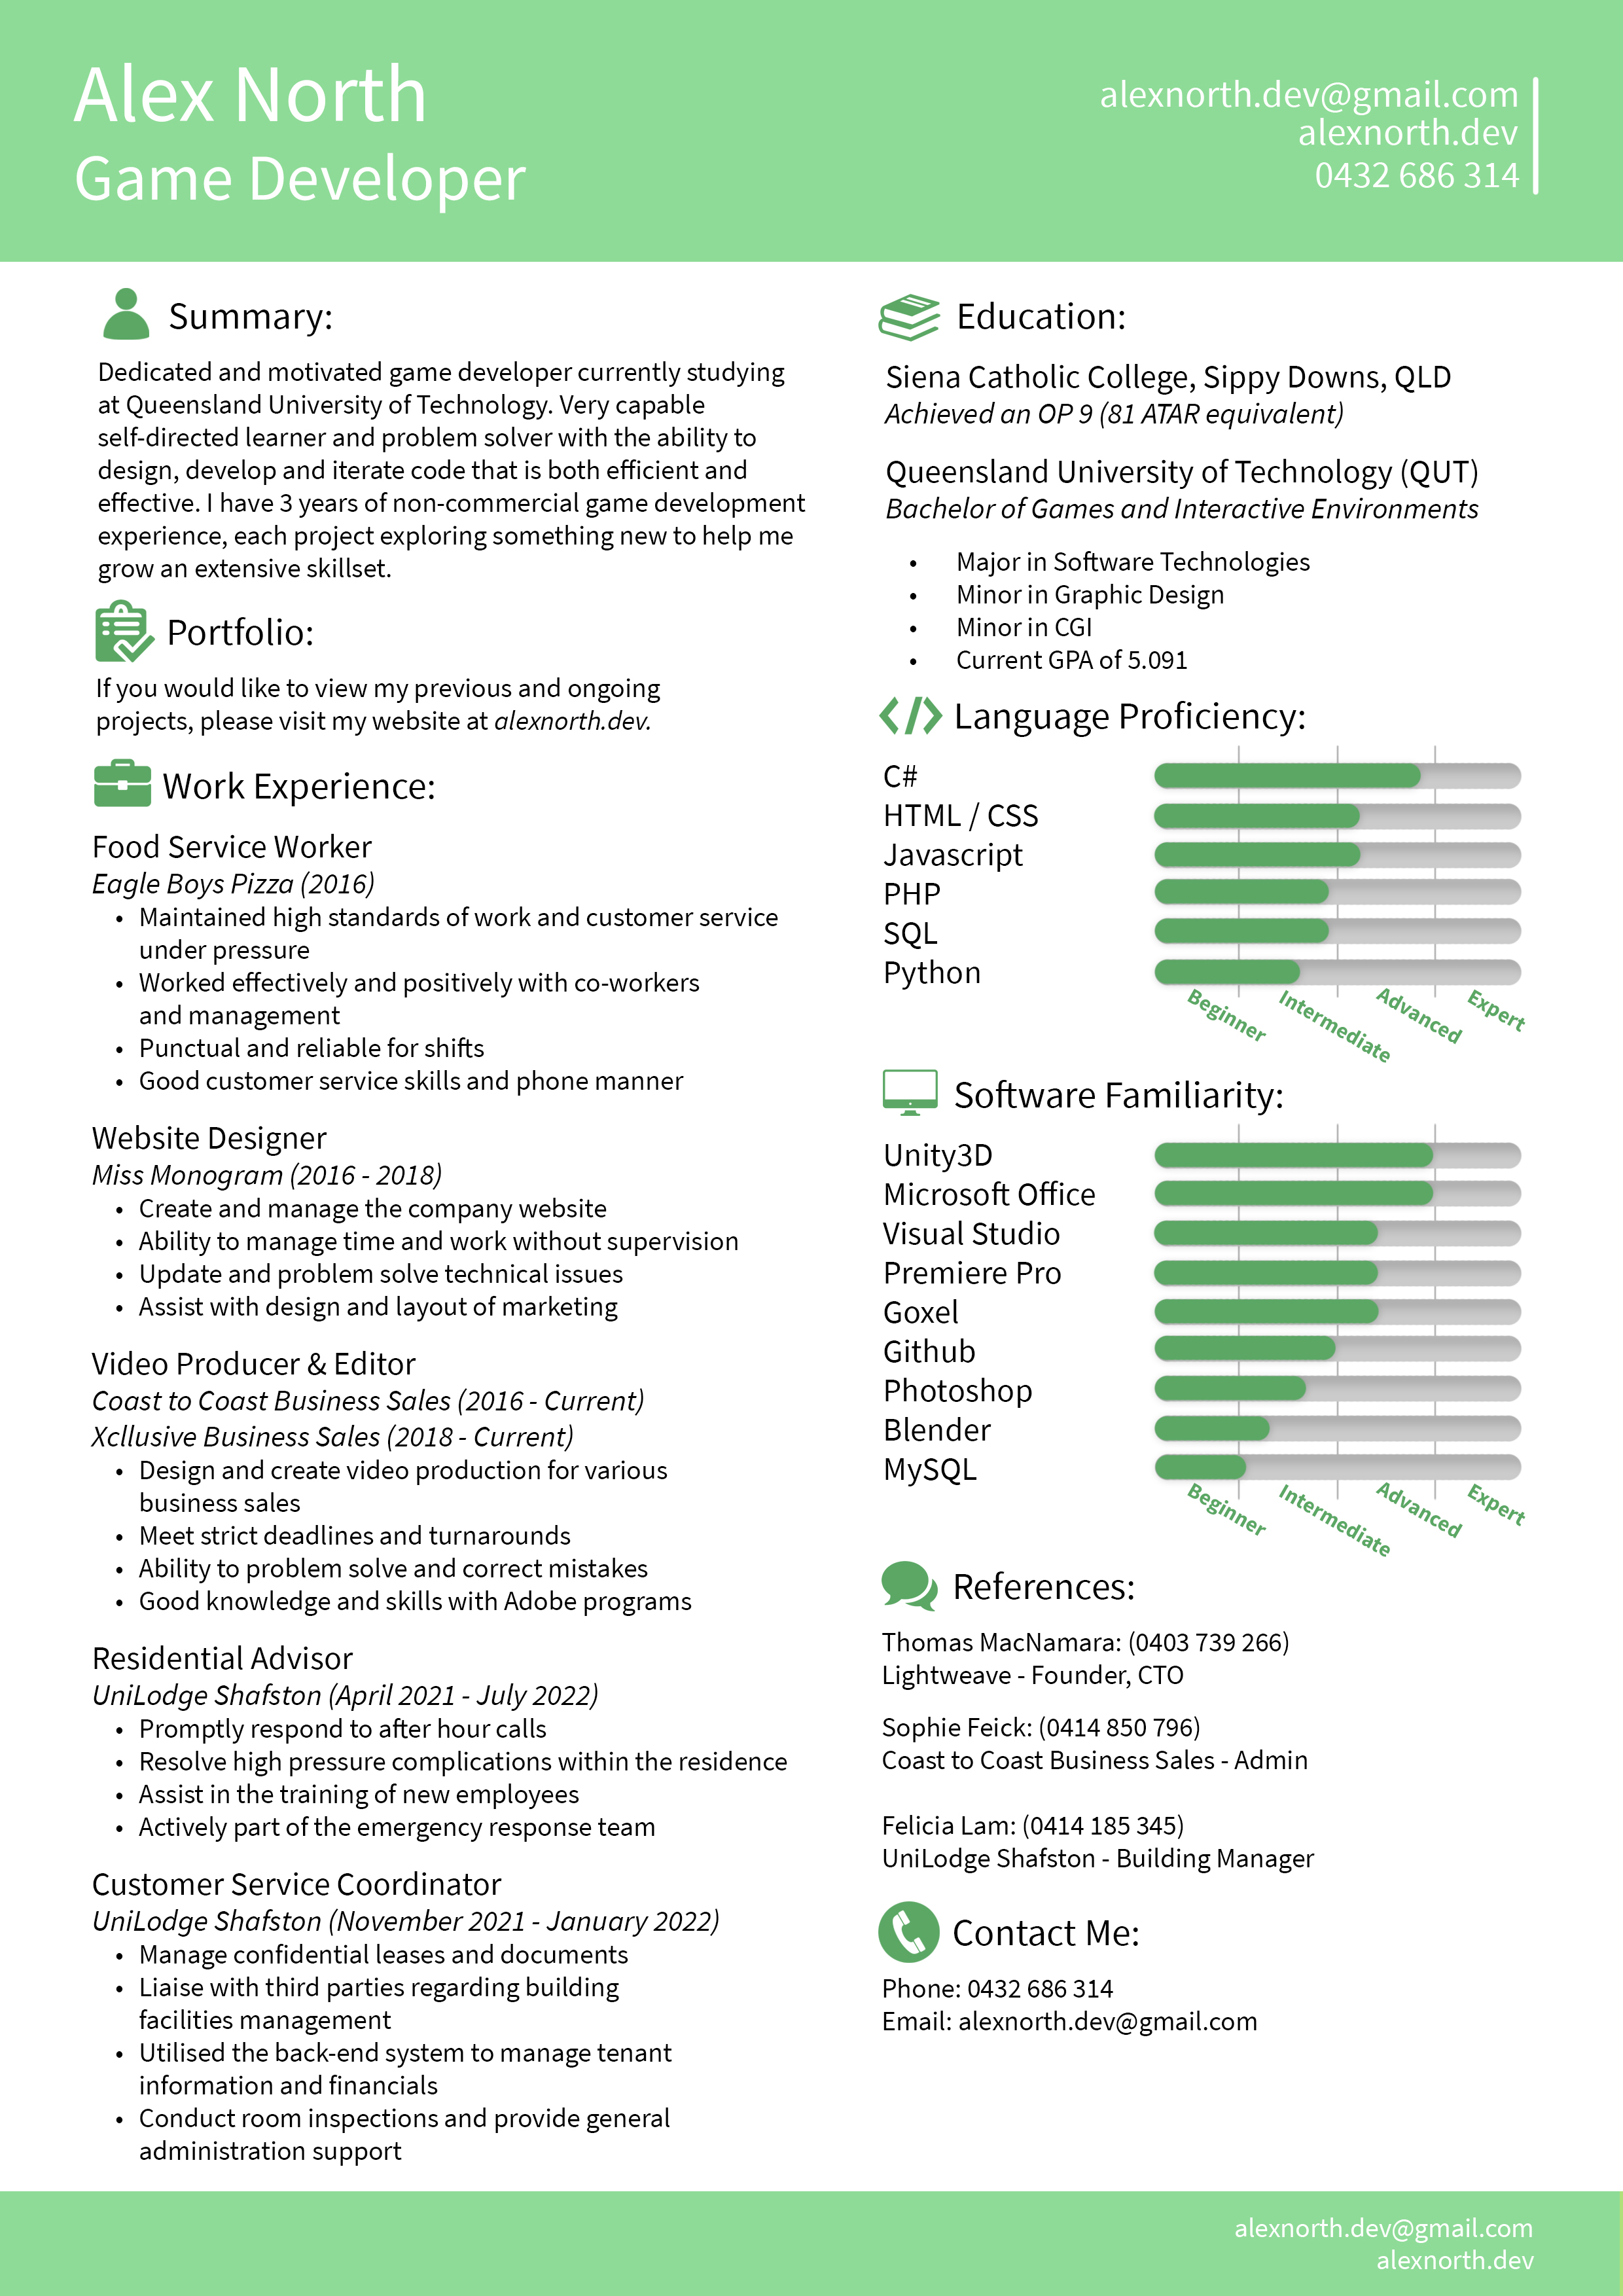 Alex North
Game Developer
alexnorth.dev@gmail.com
alexnorth.dev
0432 686 314
Summary:
Dedicated and motivated game developer currently studying
at Queensland University of Technology. Very capable
self-directed learner and problem solver with the ability to
design, develop and iterate code that is both efficient and
effective. I have 3 years of non-commercial game development
experience, each project exploring something new to help me
grow an extensive skillset.
Portfolio:
If you would like to view my previous and ongoing
projects, please visit my website at alexnorth.dev.
Work Experience:
Food Service Worker
Eagle Boys Pizza (2016)
• Maintained high standards of work and customer service
under pressure
• Worked effectively and positively with co-workers
and management
• Punctual and reliable for shifts
• Good customer service skills and phone manner
Website Designer
Miss Monogram (2016 - 2018)
• Create and manage the company website
• Ability to manage time and work without supervision
• Update and problem solve technical issues
• Assist with design and layout of marketing
Video Producer & Editor
Coast to Coast Business Sales (2016 - Current)
Xcllusive Business Sales (2018 - Current)
• Design and create video production for various
business sales
• Meet strict deadlines and turnarounds
• Ability to problem solve and correct mistakes
• Good knowledge and skills with Adobe programs
Residential Advisor
UniLodge Shafston (April 2021 - July 2022)
• Promptly respond to after hour calls
• Resolve high pressure complications within the residence
• Assist in the training of new employees
• Actively part of the emergency response team
Customer Service Coordinator
UniLodge Shafston (November 2021 - January 2022)
• Manage confidential leases and documents
• Liaise with third parties regarding building
facilities management
• Utilised the back-end system to manage tenant
information and financials
• Conduct room inspections and provide general
administration support
Education:
Siena Catholic College, Sippy Downs, QLD
Achieved an OP 9 (81 ATAR equivalent)
Queensland University of Technology (QUT)
Bachelor of Games and Interactive Environments
• Major in Software Technologies
• Minor in Graphic Design
• Minor in CGI
• Current GPA of 5.091
</> Language Proficiency:
C#
HTML / CSS
Javascript
PHP
SQL
Python
Beginner
Intermediate
Advanced
Expert
Software Familiarity:
Unity3D
Microsoft Office
Visual Studio
Premiere Pro
Goxel
Github
Photoshop
Blender
MySQL
Beginner
Intermediate
Advanced
Expert
References:
Thomas MacNamara: (0403 739 266)
Lightweave - Founder, CTO
Sophie Feick: (0414 850 796)
Coast to Coast Business Sales - Admin
Felicia Lam: (0414 185 345)
UniLodge Shafston - Building Manager
Contact Me:
Phone: 0432 686 314
Email: alexnorth.dev@gmail.com
alexnorth.dev@gmail.com
alexnorth.dev